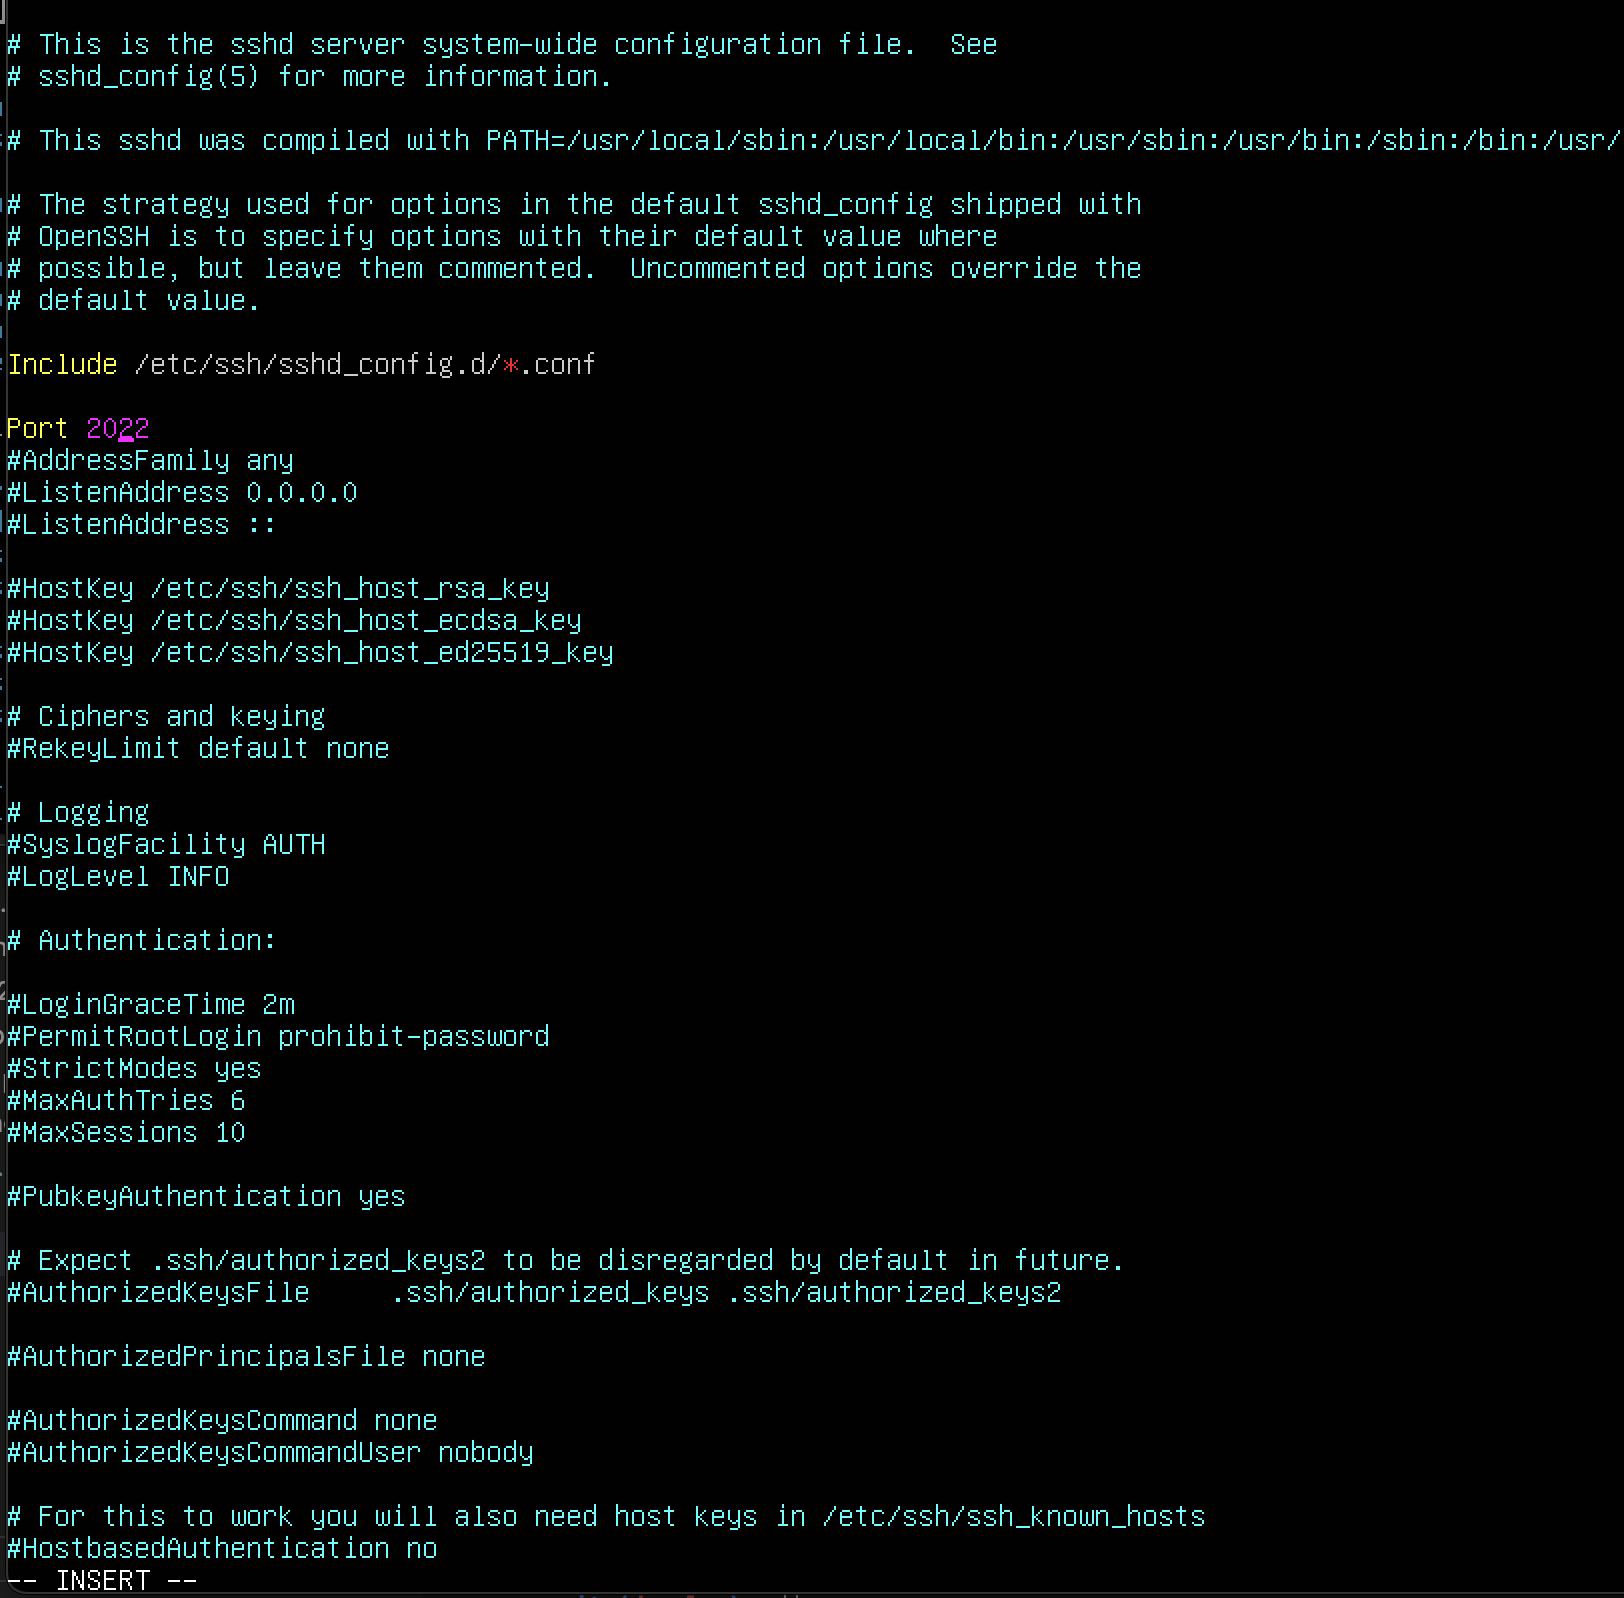 # This is the sshd server system-wide configuration file.  See
# sshd_config(5) for more information.
# This sshd was compiled with PATH=/usr/local/sbin:/usr/local/bin:/usr/sbin:/usr/bin:/sbin:/bin:/usr/
# The strategy used for options in the default sshd_config shipped with
# OpenSSH is to specify options with their default value where
# possible, but leave them commented.  Uncommented options override the
# default value.
Include /etc/ssh/sshd_config.d/*.conf
Port 2022
#AddressFamily any
#ListenAddress 0.0.0.0
#ListenAddress ::
#HostKey /etc/ssh/ssh_host_rsa_key
#HostKey /etc/ssh/ssh_host_ecdsa_key
#HostKey /etc/ssh/ssh_host_ed25519_key
# Ciphers and keying
#RekeyLimit default none
# Logging
#SyslogFacility AUTH
#LogLevel INFO
# Authentication:
#LoginGraceTime 2m
#PermitRootLogin prohibit-password
#StrictModes yes
#MaxAuthTries 6
#MaxSessions 10
#PubkeyAuthentication yes
# Expect .ssh/authorized_keys2 to be disregarded by default in future.
#AuthorizedKeysFile     .ssh/authorized_keys .ssh/authorized_keys2
#AuthorizedPrincipalsFile none
#AuthorizedKeysCommand none
#AuthorizedKeysCommandUser nobody
# For this to work you will also need host keys in /etc/ssh/ssh_known_hosts
#HostbasedAuthentication no
-- INSERT --